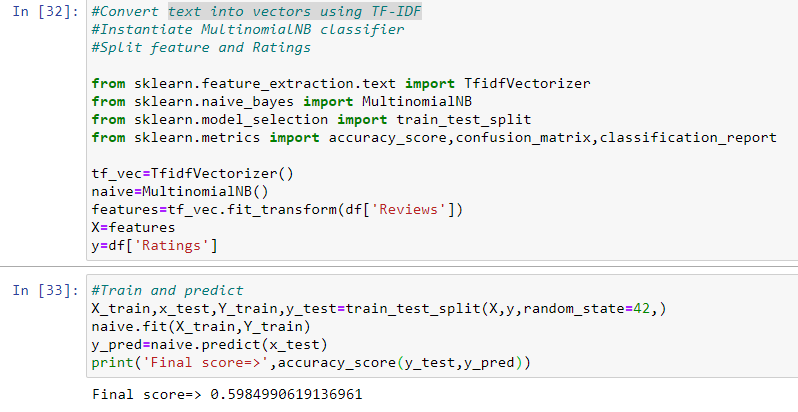 In [32]: #Convert text into vectors using TF-IDF
#Instantiate MultinomialNB classifier
#Split feature and Ratings
from sklearn.feature_extraction.text import TfidfVectorizer
from sklearn.naive_bayes import MultinomialNB
from sklearn.model_selection import train_test_split
from sklearn.metrics import accuracy_score,confusion_matrix,classification_report
tf_vec=TfidfVectorizer()
naive=MultinomialNB()
features=tf_vec.fit_transform(df['Reviews'])
X=features
y=df['Ratings']
In [33]: #Train and predict
X_train,x_test,Y_train,y_test=train_test_split(X,y,random_state=42,)
naive.fit(X_train,Y_train)
y_pred=naive.predict(x_test)
print('Final score=>',accuracy_score(y_test,y_pred))
Final score=> 0.5984990619136961